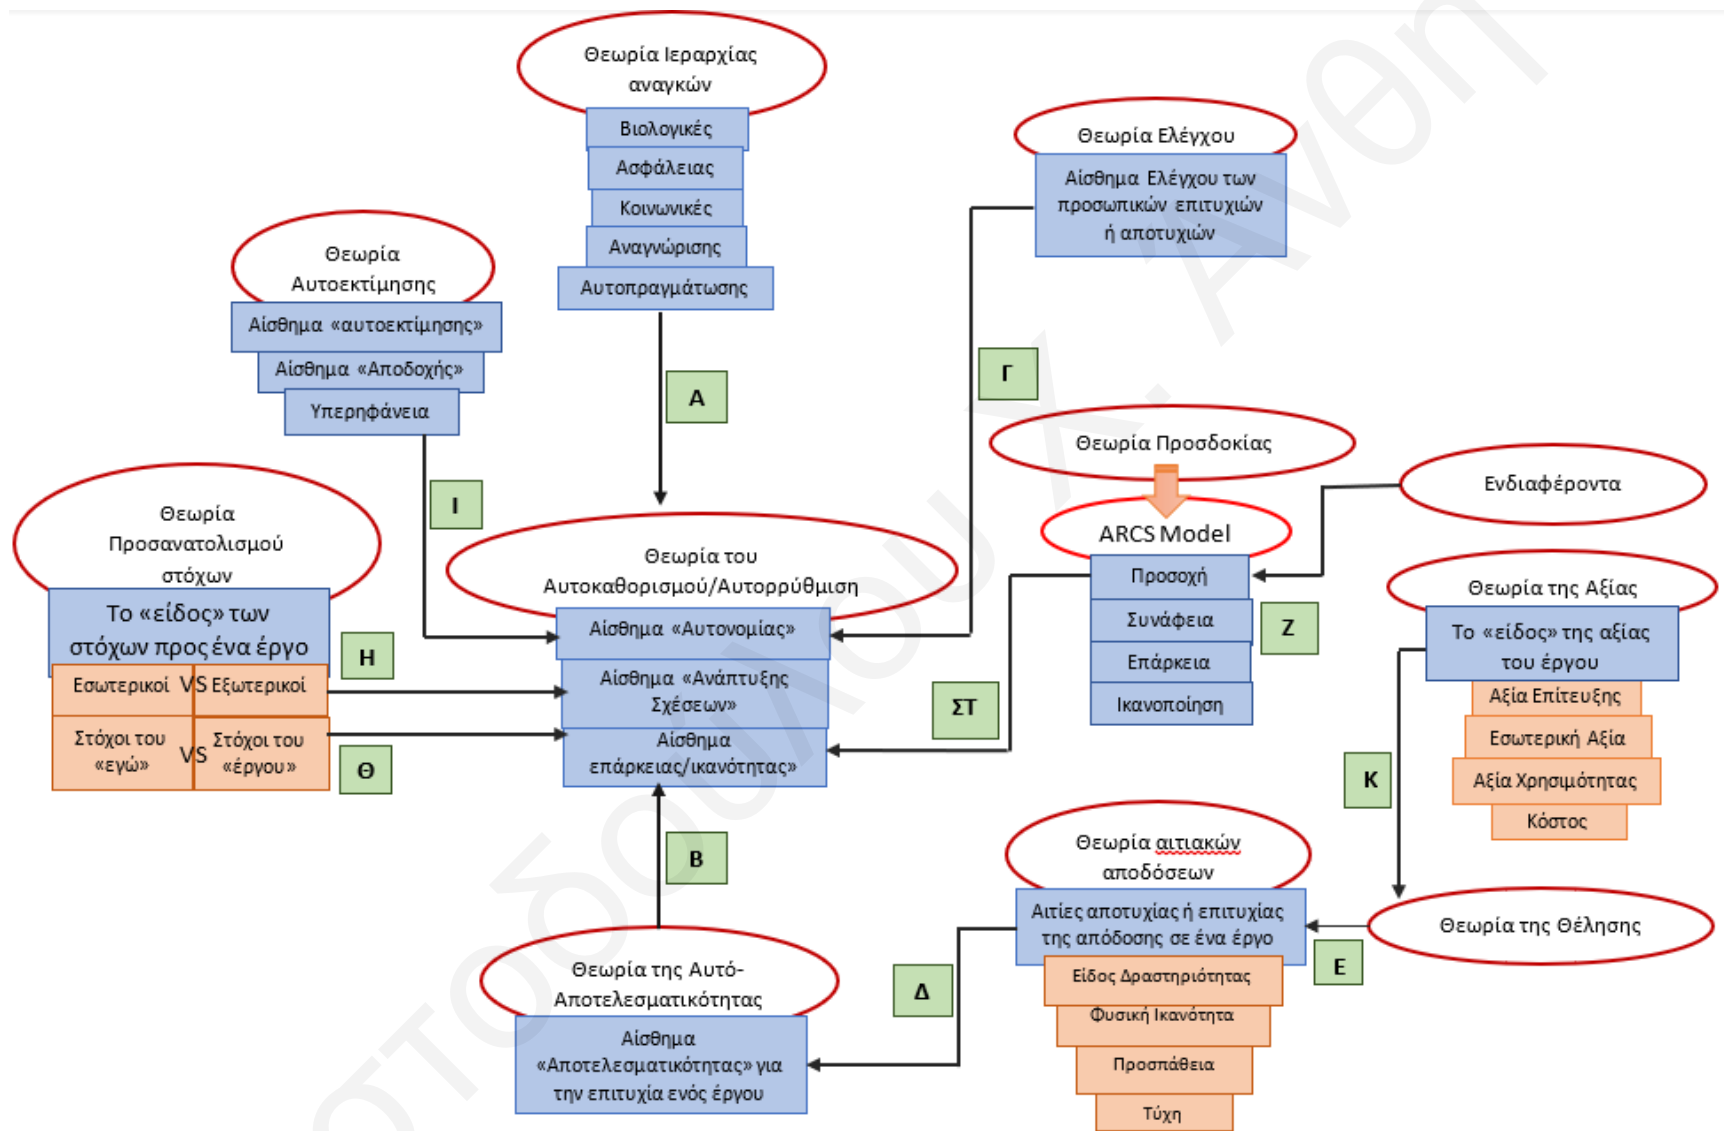 Θεωρία Ιεραρχίας
αναγκών
Βιολογικές
Ασφάλειας
Κοινωνικές
Αναγνώρισης
Αυτοπραγμάτωσης
Θεωρία Ελέγχου
Αίσθημα Ελέγχου των
προσωπικών επιτυχιών
ή αποτυχιών
Θεωρία
Αυτοεκτίμησης
Αίσθημα «αυτοεκτίμησης»
Αίσθημα «Αποδοχής»
Υπερηφάνεια
Α
Γ
Ι
Θεωρία Προσδοκίας
ARCS Model
Προσοχή
Συνάφεια
Επάρκεια
Ικανοποίηση
Ενδιαφέροντα
Ζ
Θεωρία
Προσανατολισμού
στόχων
Το «είδος» των
στόχων προς ένα έργο
Εσωτερικοί VS Εξωτερικοί
Στόχοι του
«εγώ»
VS
Στόχοι του
«έργου»
Η
Θ
Θεωρία του
Αυτοκαθορισμού/Αυτορρύθμιση
Αίσθημα «Αυτονομίας»
Αίσθημα «Ανάπτυξης
Σχέσεων»
Αίσθημα
επάρκειας/ικανότητας»
ΣΤ
Θεωρία της Αξίας
Το «είδος» της αξίας
του έργου
Αξία Επίτευξης
Εσωτερική Αξία
Αξία Χρησιμότητας
Κόστος
Κ
Β
Θεωρία αιτιακών
αποδόσεων
Αιτίες αποτυχίας ή επιτυχίας
της απόδοσης σε ένα έργο
Είδος Δραστηριότητας
Φυσική Ικανότητα
Προσπάθεια
Τύχη
Θεωρία της Θέλησης
Ε
Δ
Θεωρία της Αυτό-
Αποτελεσματικότητας
Αίσθημα
«Αποτελεσματικότητας» για
την επιτυχία ενός έργου
στοδούλου Χ. Άνθη